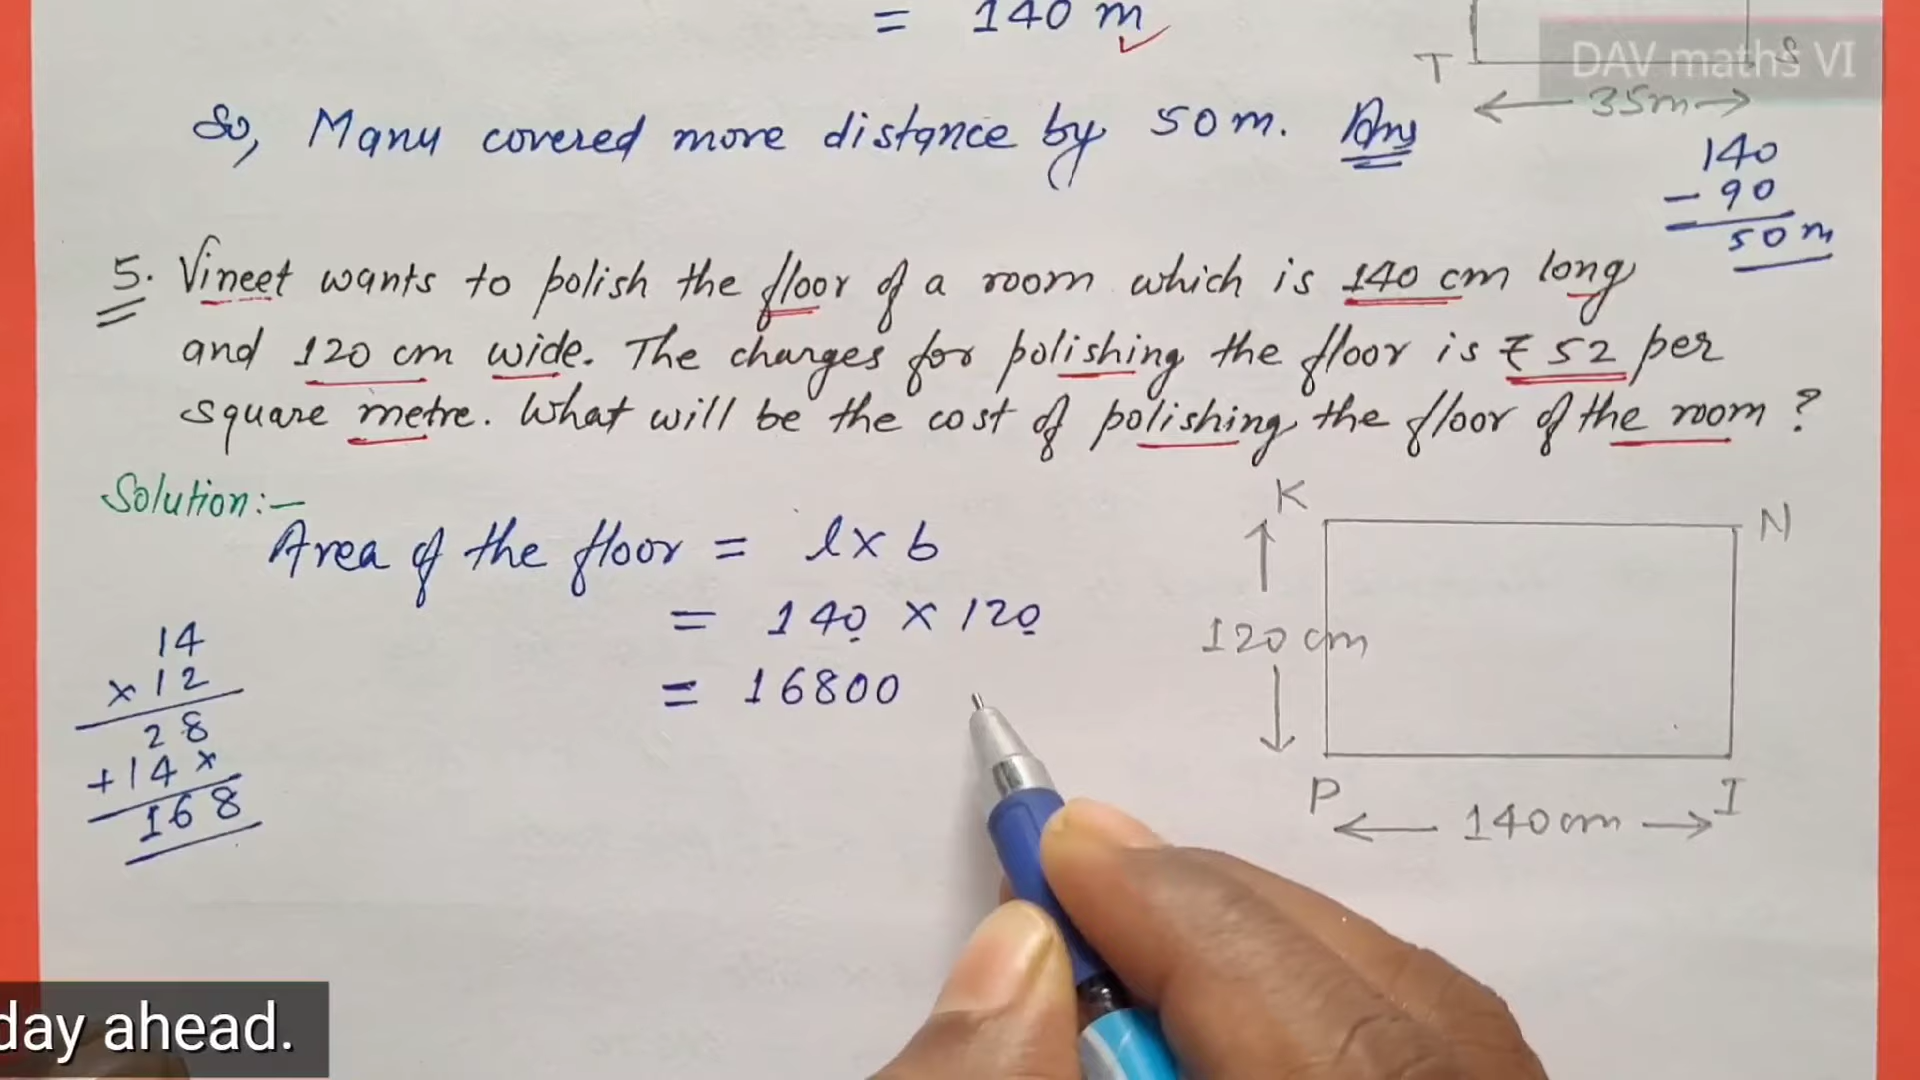 = 140 m
DAV maths VI
T S
35m
So, Manu covered more distance by 50 m. Ans
140
- 90
50 m
5. Vineet wants to polish the floor of a room which is 140 cm long
and 120 cm wide. The charges for polishing the floor is ₹ 52 per
square metre. What will be the cost of polishing the floor of the room ?
Solution:-
Area of the floor = l x b
= 140 x 120
= 16800
14
x 12
28
+14 x
168
K N
120 cm
P I
140cm
day ahead.